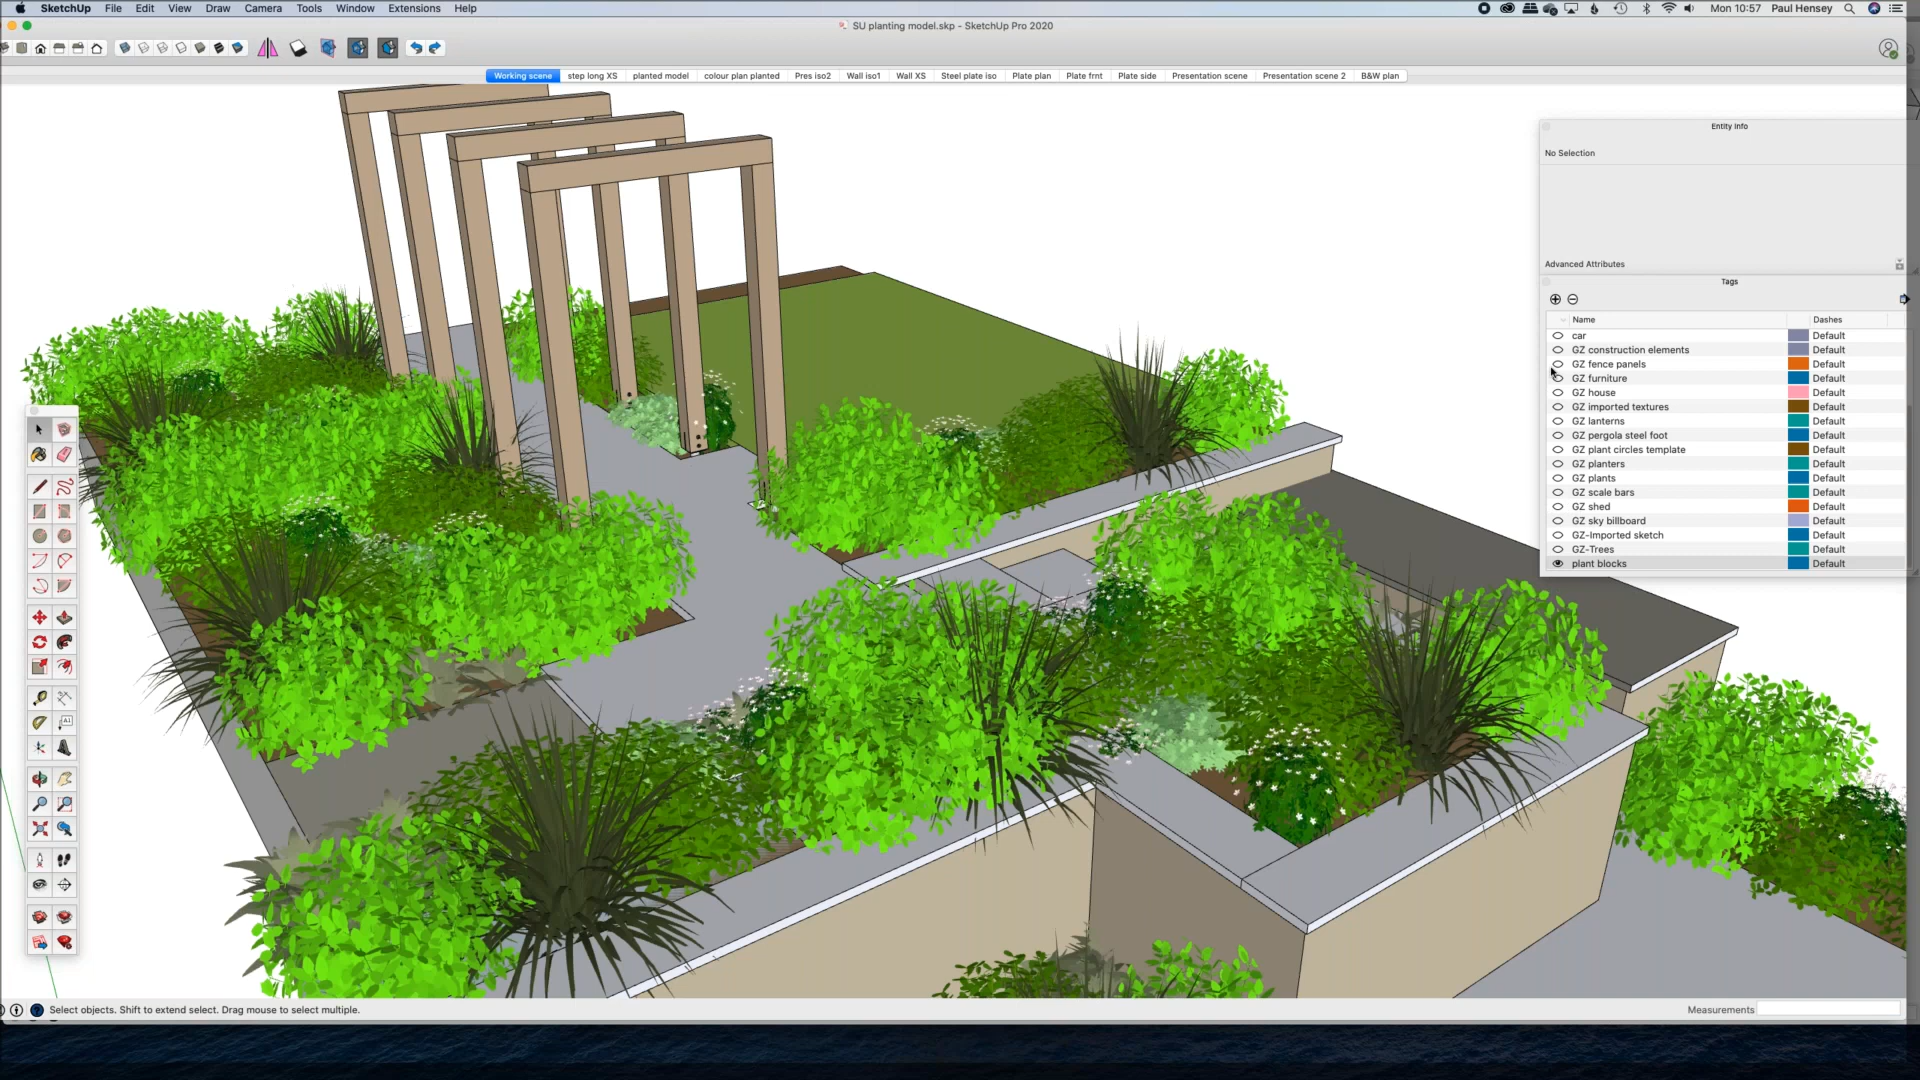 SketchUp File Edit View Draw Camera Tools Window Extensions Help Mon 10:57 Paul Hensey
SU planting model.skp - SketchUp Pro 2020
Working scene step long XS planted model colour plan planted Pres iso2 Wall iso1 Wall XS Steel plate iso Plate plan Plate frnt Plate side Presentation scene Presentation scene 2 B&W plan
Entity Info
No Selection
Advanced Attributes
Tags
Name Dashes
car Default
GZ construction elements Default
GZ fence panels Default
GZ furniture Default
GZ house Default
GZ imported textures Default
GZ lanterns Default
GZ pergola steel foot Default
GZ plant circles template Default
GZ planters Default
GZ plants Default
GZ scale bars Default
GZ shed Default
GZ sky billboard Default
GZ-Imported sketch Default
GZ-Trees Default
plant blocks Default
Select objects. Shift to extend select. Drag mouse to select multiple. Measurements